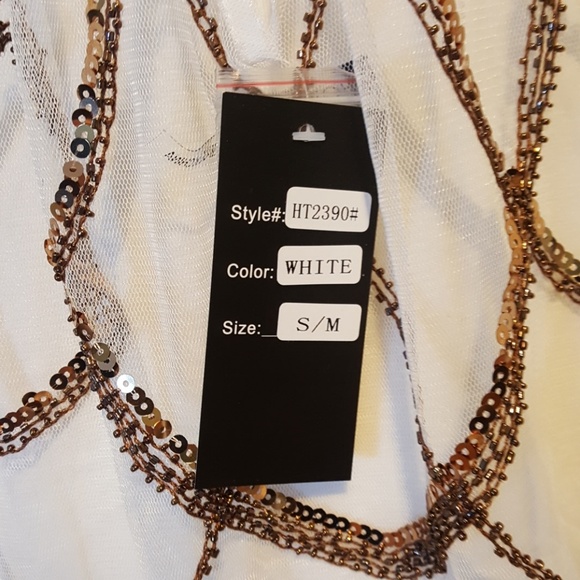 Style#: HT2390#
Color: WHITE
Size:_ S/M